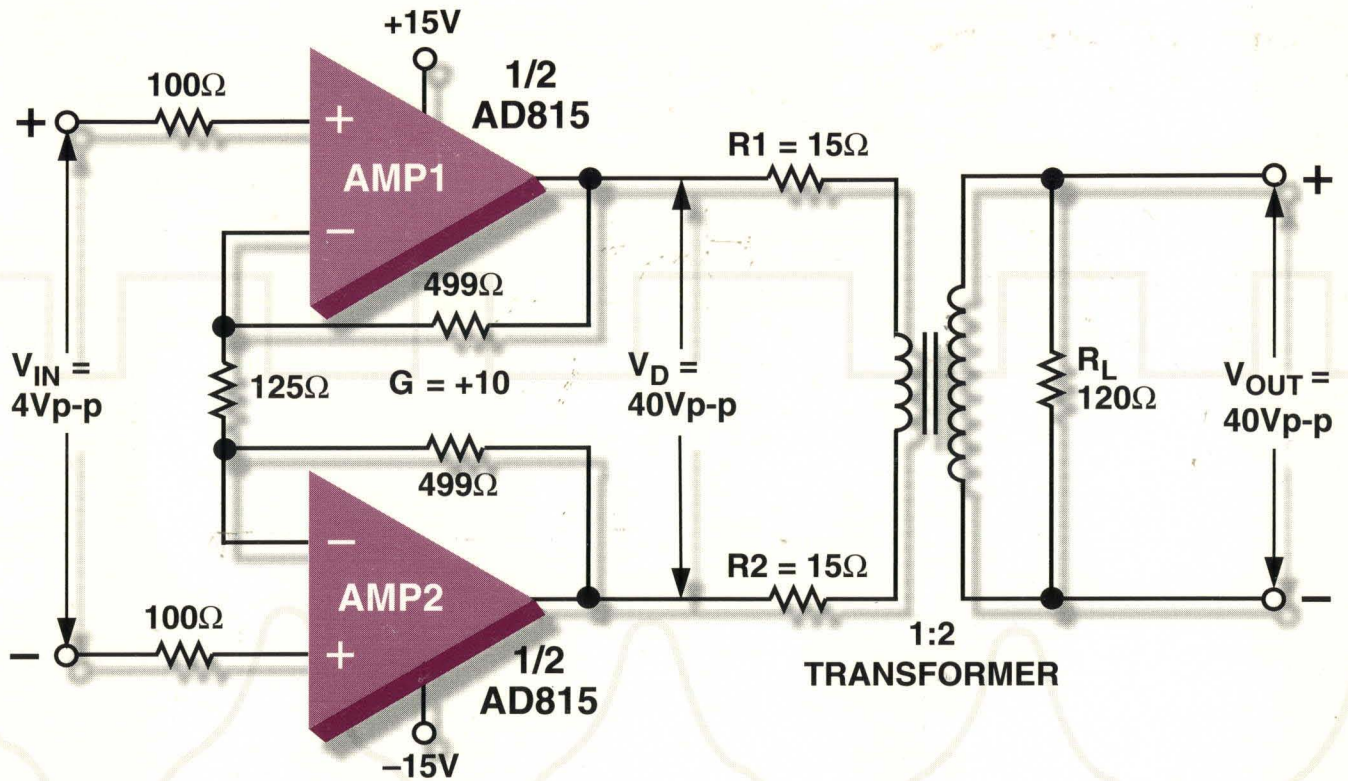 +15V
1/2
AD815
100Ω
+
+
AMP1
−
R1 = 15Ω
+
499Ω
V_IN =
4Vp-p
125Ω
G = +10
V_D =
40Vp-p
R_L
120Ω
V_OUT =
40Vp-p
499Ω
−
AMP2
R2 = 15Ω
100Ω
−
+
−
1/2
AD815
1:2
TRANSFORMER
–15V